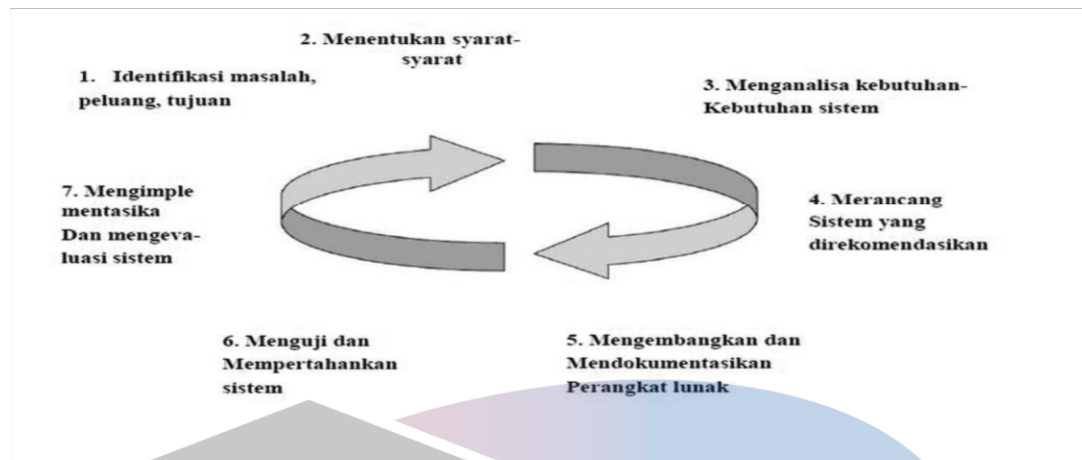 1. Identifikasi masalah,
peluang, tujuan
2. Menentukan syarat-
syarat
3. Menganalisa kebutuhan-
Kebutuhan sistem
4. Merancang
Sistem yang
direkomendasikan
5. Mengembangkan dan
Mendokumentasikan
Perangkat lunak
6. Menguji dan
Mempertahankan
sistem
7. Mengimple
mentasika
Dan mengeva-
luasi sistem